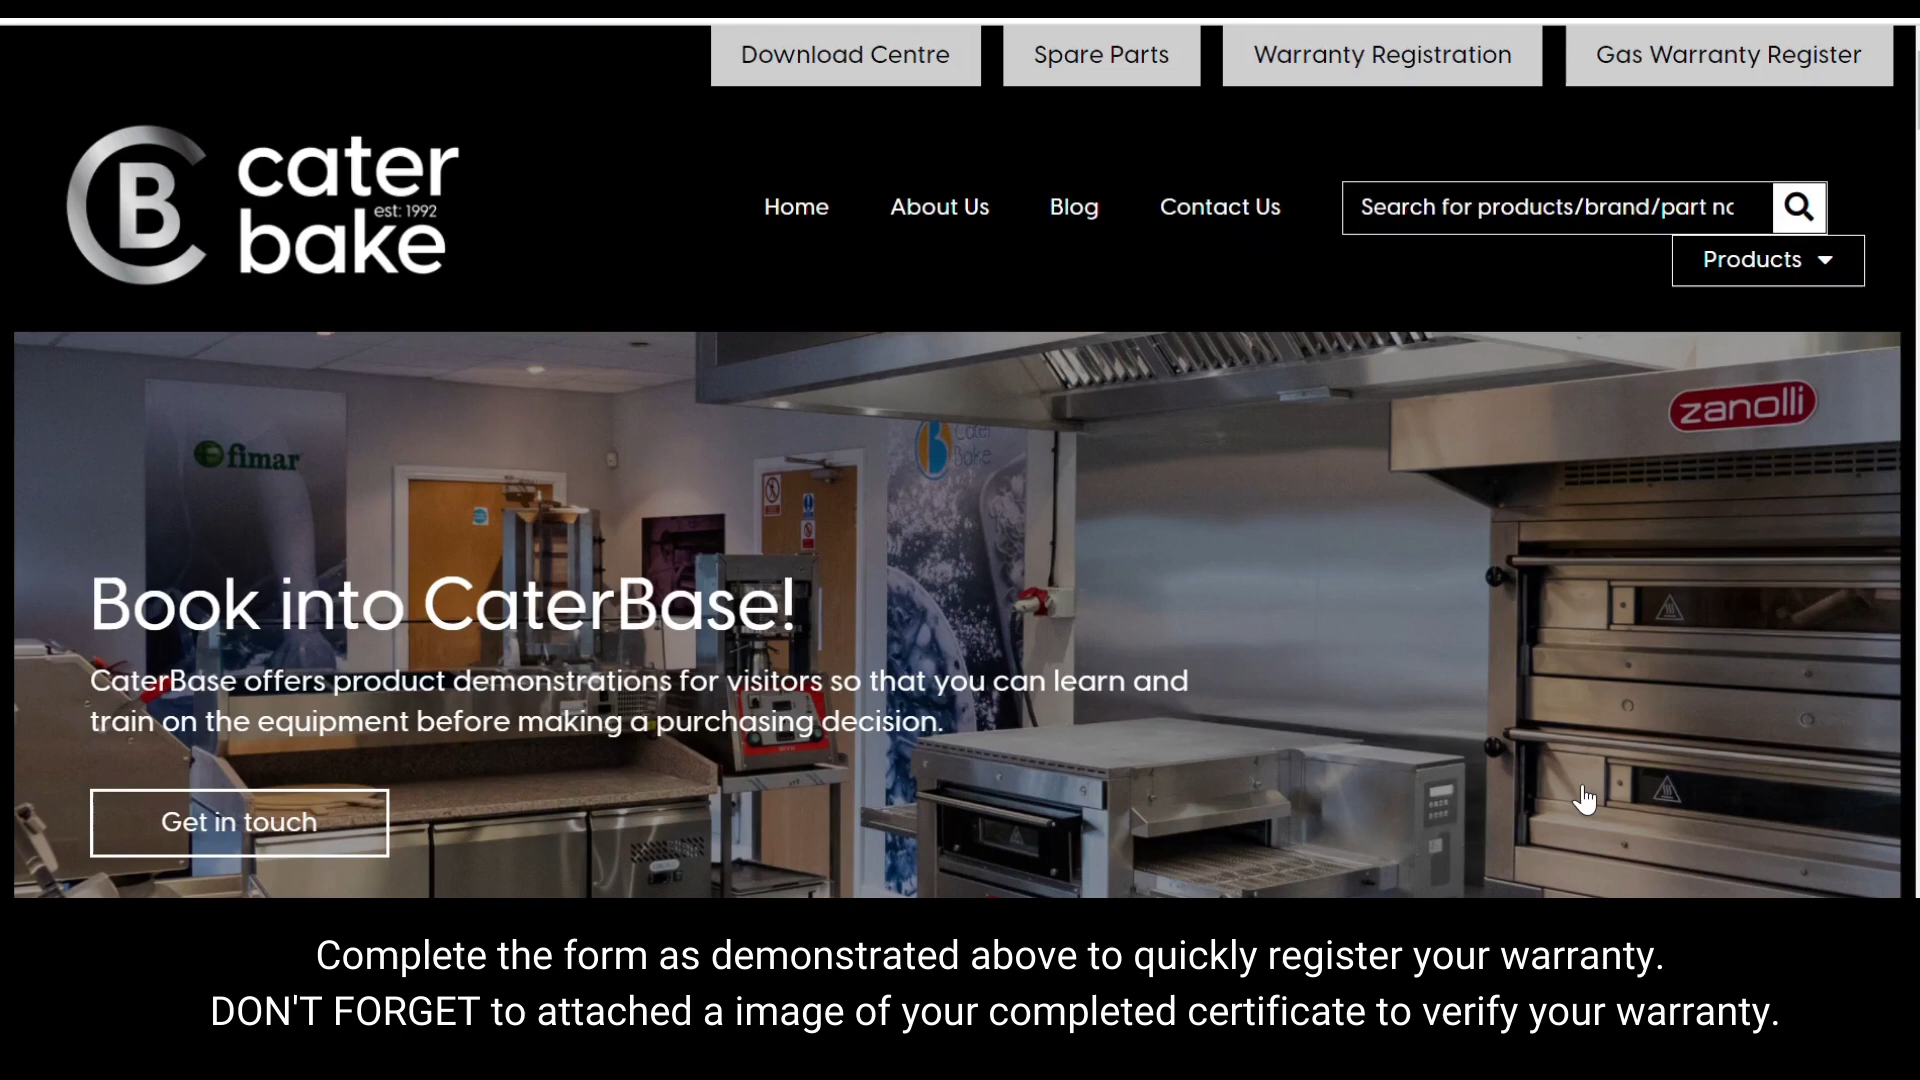 Download Centre
Spare Parts
Warranty Registration
Gas Warranty Register
B
cater
est: 1992
bake
Home
About Us
Blog
Contact Us
Search for products/brand/part no
Products
zanolli
fimar
Cater
Bake
Book into CaterBase!
CaterBase offers product demonstrations for visitors so that you can learn and
train on the equipment before making a purchasing decision.
Get in touch
Complete the form as demonstrated above to quickly register your warranty.
DON'T FORGET to attached a image of your completed certificate to verify your warranty.